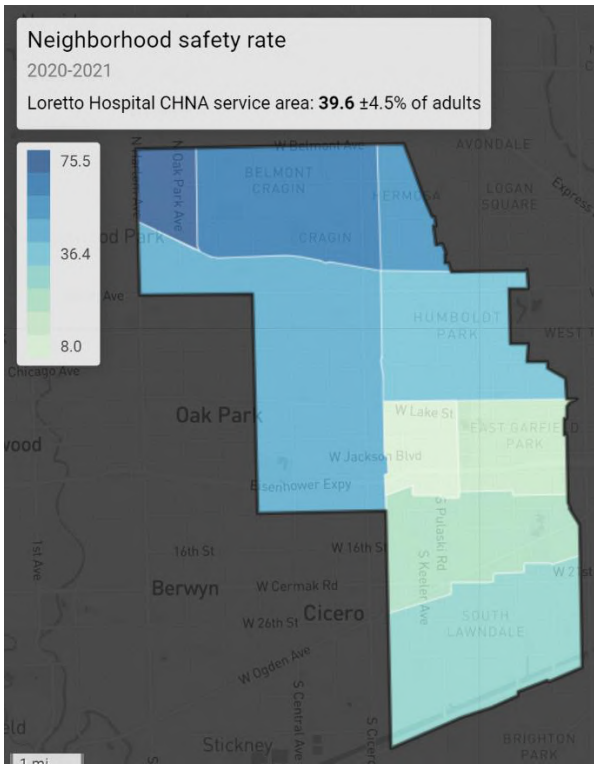 Neighborhood safety rate
2020-2021
Loretto Hospital CHNA service area: 39.6 ±4.5% of adults
75.5
36.4
8.0
W Belmont Ave
AVONDALE
N Oak Park Ave
BELMONT
CRAGIN
HERMOSA
LOGAN
SQUARE
Express
od Park
CRAGIN
Ave
HUMBOLDT
PARK
WEST
Chicago Ave
Oak Park
W Lake St
EAST GARFIELD
PARK
wood
W Jackson Blvd
Eisenhower Expy
S Pulaski Rd
1st Ave
16th St
W 16th St
S Keeler Ave
W 21st
Berwyn
W Cermak Rd
Cicero
SOUTH
LAWNDALE
W 26th St
W Ogden Ave
S Central Ave
S Cicero
eld
Stickney
BRIGHTON
PARK
1 mi